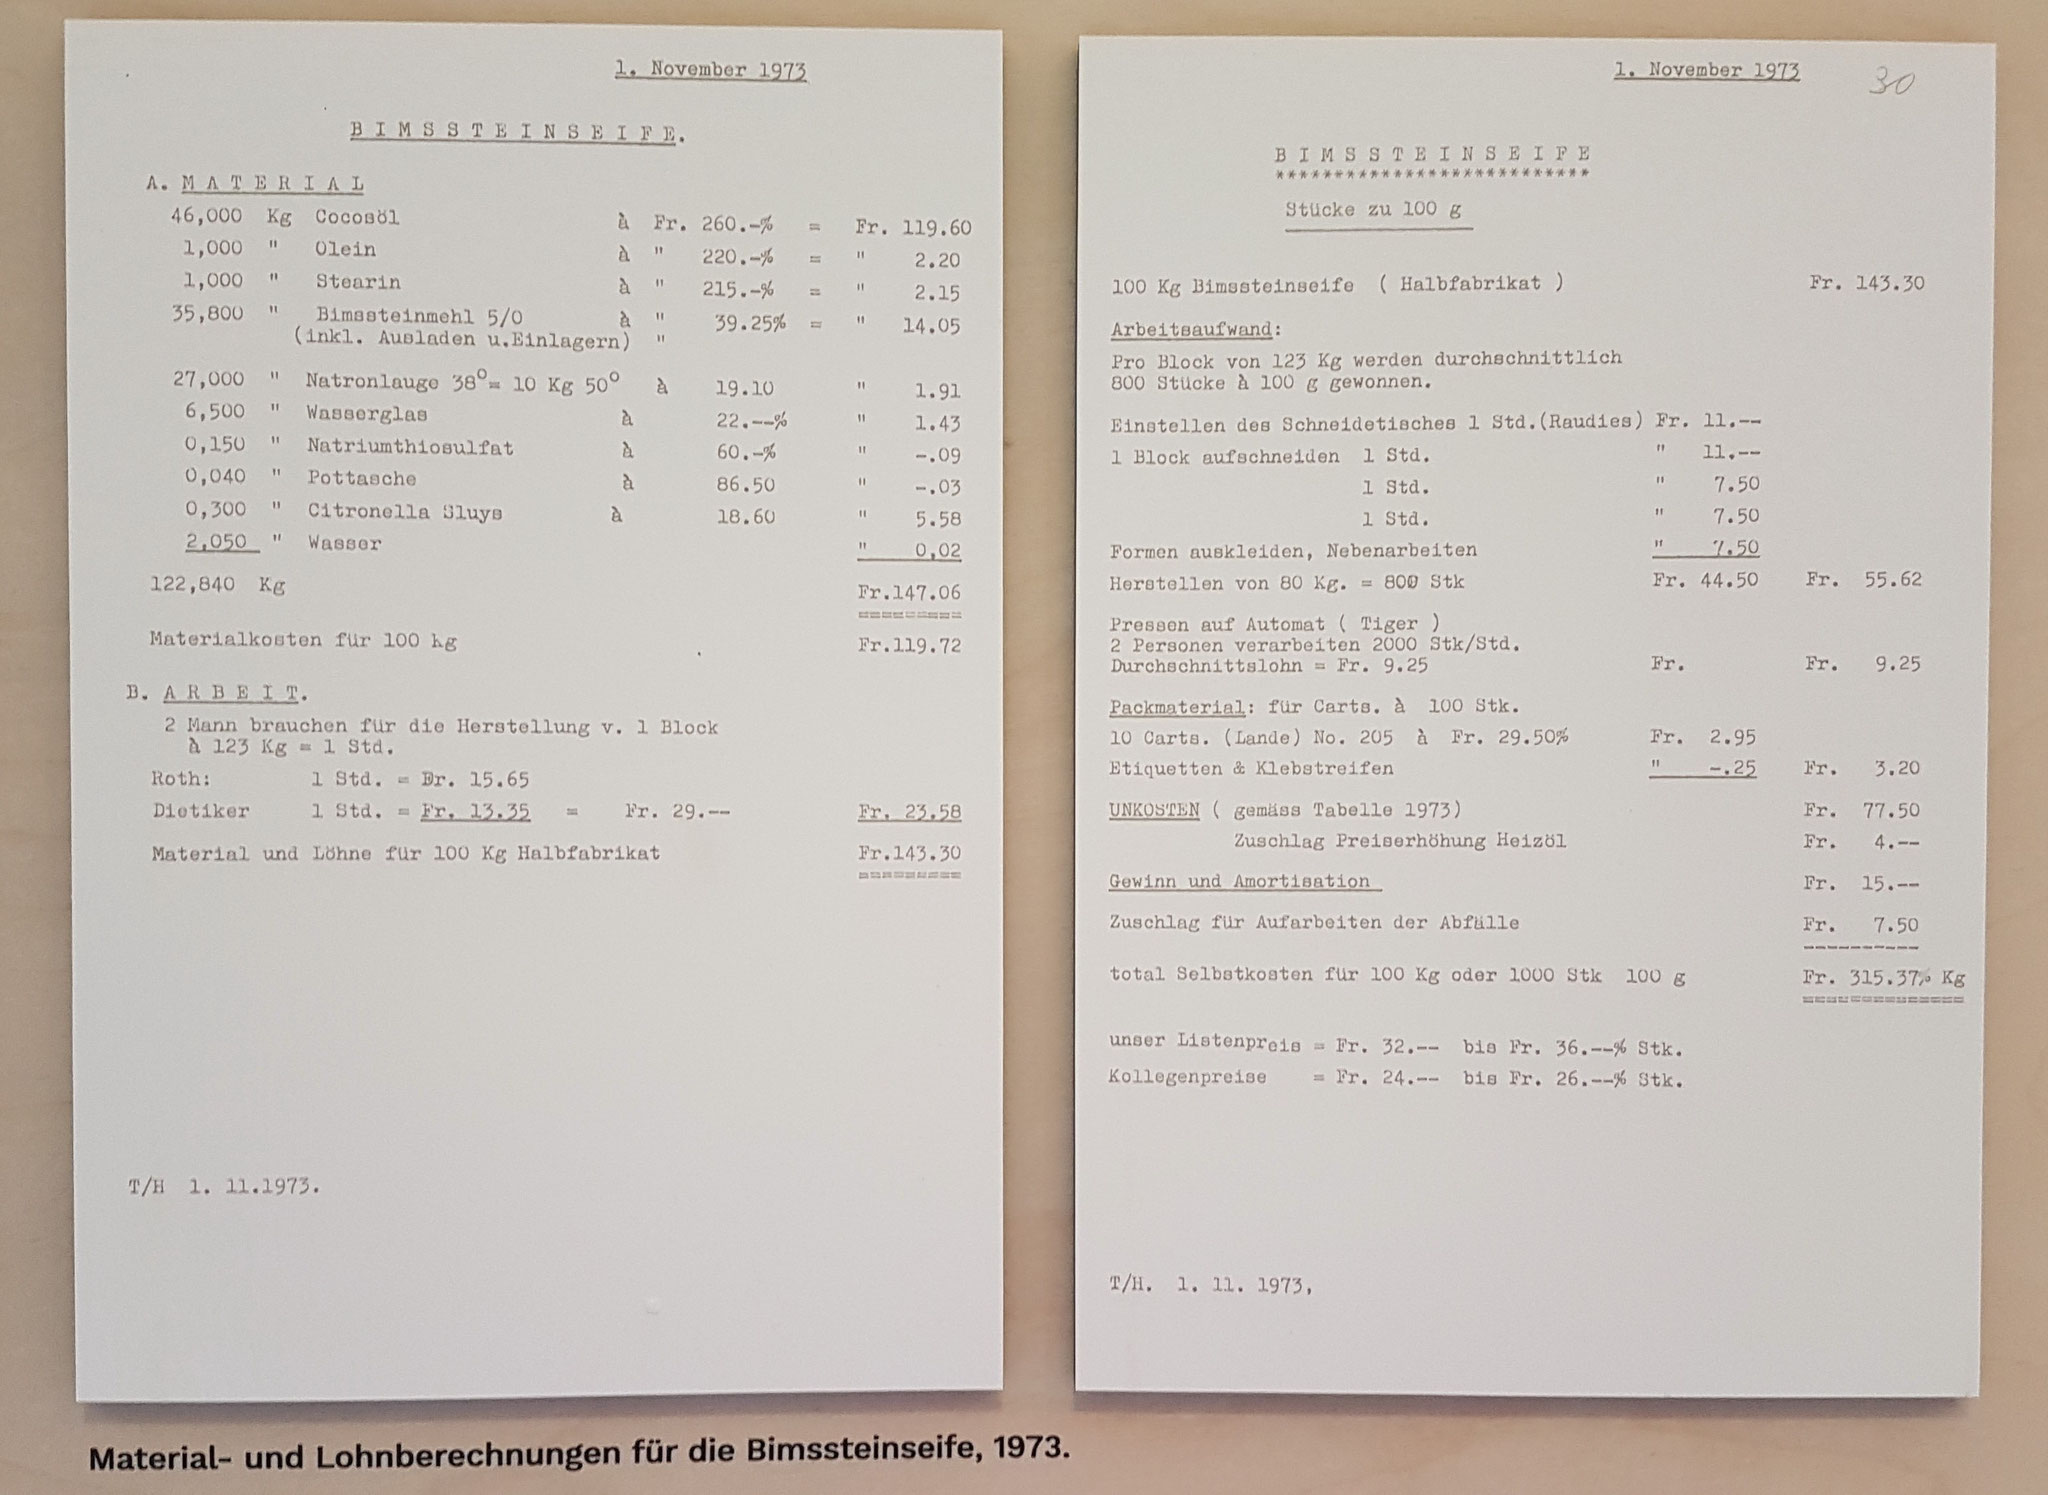 1. November 1973
BIMSSTEINSEIFE.
A. MATERIAL
46,000 Kg Cocosöl à Fr. 260.-% = Fr. 119.60
1,000 " Olein à " 220.-% = " 2.20
1,000 " Stearin à " 215.-% = " 2.15
35,800 " Bimssteinmehl 5/0 à " 39.25% = " 14.05
(inkl. Ausladen u.Einlagern) "
27,000 " Natronlauge 38°= 10 Kg 50° à 19.10 " 1.91
6,500 " Wasserglas à 22.--% " 1.43
0,150 " Natriumthiosulfat à 60.-% " -.09
0,040 " Pottasche à 86.50 " -.03
0,300 " Citronella Sluys à 18.60 " 5.58
2,050 " Wasser " 0,02
122,840 Kg Fr.147.06
=========
Materialkosten für 100 kg Fr.119.72
B. ARBEIT.
2 Mann brauchen für die Herstellung v. 1 Block
à 123 Kg = 1 Std.
Roth: 1 Std. = Dr. 15.65
Dietiker 1 Std. = Fr. 13.35 = Fr. 29.-- Fr. 23.58
Material und Löhne für 100 Kg Halbfabrikat Fr.143.30
=========
T/H 1. 11.1973.
1. November 1973 30
BIMSSTEINSEIFE
***************************
Stücke zu 100 g
100 Kg Bimssteinseife ( Halbfabrikat ) Fr. 143.30
Arbeitsaufwand:
Pro Block von 123 Kg werden durchschnittlich
800 Stücke à 100 g gewonnen.
Einstellen des Schneidetisches 1 Std.(Raudies) Fr. 11.--
1 Block aufschneiden 1 Std. " 11.--
1 Std. " 7.50
1 Std. " 7.50
Formen auskleiden, Nebenarbeiten " 7.50
Herstellen von 80 Kg. = 800 Stk Fr. 44.50 Fr. 55.62
Pressen auf Automat ( Tiger )
2 Personen verarbeiten 2000 Stk/Std.
Durchschnittslohn = Fr. 9.25 Fr. Fr. 9.25
Packmaterial: für Carts. à 100 Stk.
10 Carts. (Lande) No. 205 à Fr. 29.50% Fr. 2.95
Etiquetten & Klebstreifen " -.25 Fr. 3.20
UNKOSTEN ( gemäss Tabelle 1973) Fr. 77.50
Zuschlag Preiserhöhung Heizöl Fr. 4.--
Gewinn und Amortisation Fr. 15.--
Zuschlag für Aufarbeiten der Abfälle Fr. 7.50
----------
total Selbstkosten für 100 Kg oder 1000 Stk 100 g Fr. 315.37% Kg
==============
unser Listenpreis = Fr. 32.-- bis Fr. 36.--% Stk.
Kollegenpreise = Fr. 24.-- bis Fr. 26.--% Stk.
T/H. 1. 11. 1973,
Material- und Lohnberechnungen für die Bimssteinseife, 1973.